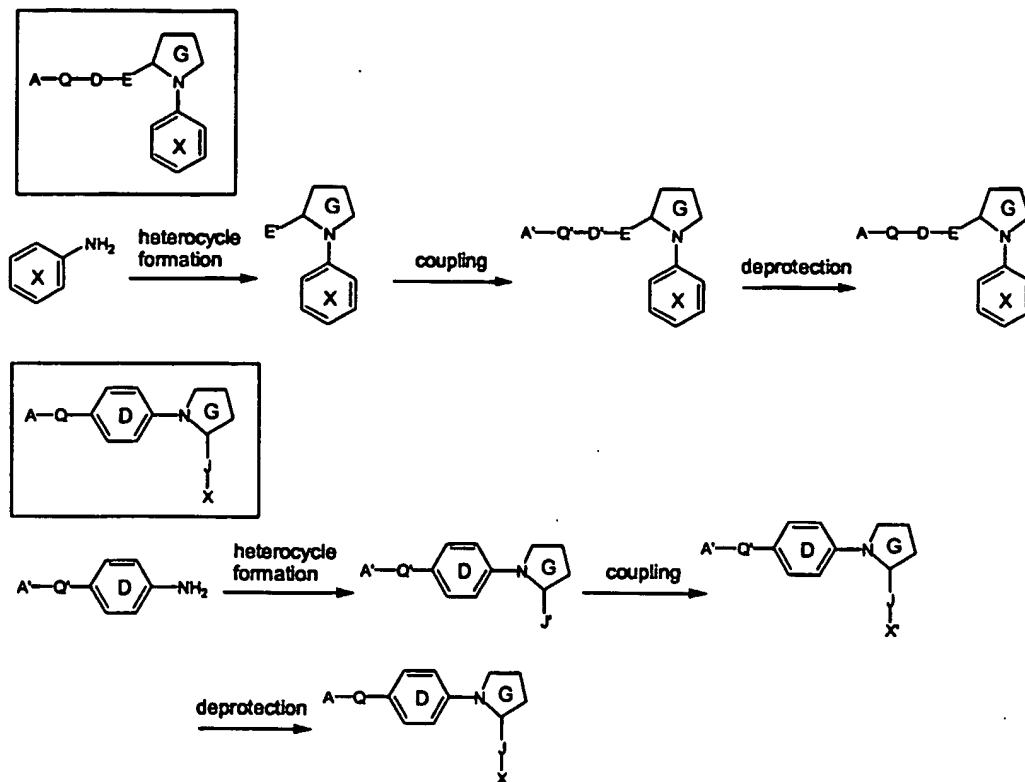 A—Q—D—E G
N
X
NH₂ X
heterocycle
formation
E' G
N
X
coupling
A'—Q'—D'—E G
N
X
deprotection
A—Q—D—E G
N
X
A—Q D N G
J
X
A'—Q' D NH₂
heterocycle
formation
A'—Q' D N G
J'
coupling
A'—Q' D N G
J
X'
deprotection
A—Q D N G
J
X